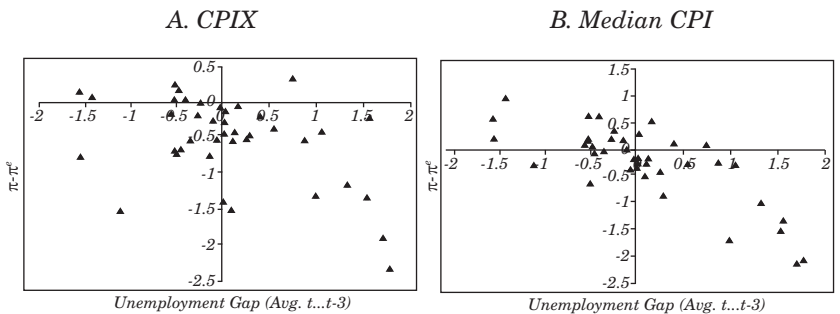 A. CPIX
0.5
-2 -1.5 -1 -0.5 0 0.5 1 1.5 2
-0.5
-1
-1.5
-2
-2.5
π-πᵉ
Unemployment Gap (Avg. t...t-3)
B. Median CPI
1.5
1
0.5
-2 -1.5 -1 -0.5 0 0.5 1 1.5 2
-0.5
-1
-1.5
-2
-2.5
π-πᵉ
Unemployment Gap (Avg. t...t-3)